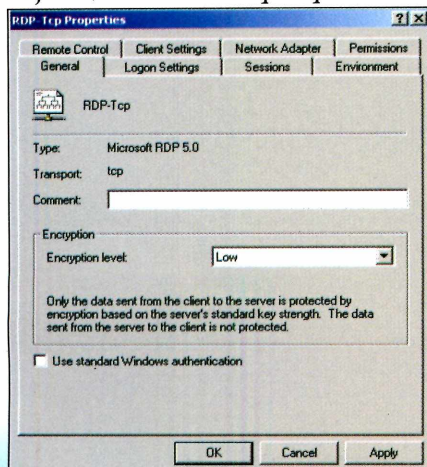 RDP-Tcp Properties
Remote Control Client Settings Network Adapter Permissions
General Logon Settings Sessions Environment
RDP-Tcp
Type: Microsoft RDP 5.0
Transport: tcp
Comment:
Encryption
Encryption level: Low
Only the data sent from the client to the server is protected by
encryption based on the server's standard key strength. The data
sent from the server to the client is not protected.
Use standard Windows authentication
OK Cancel Apply